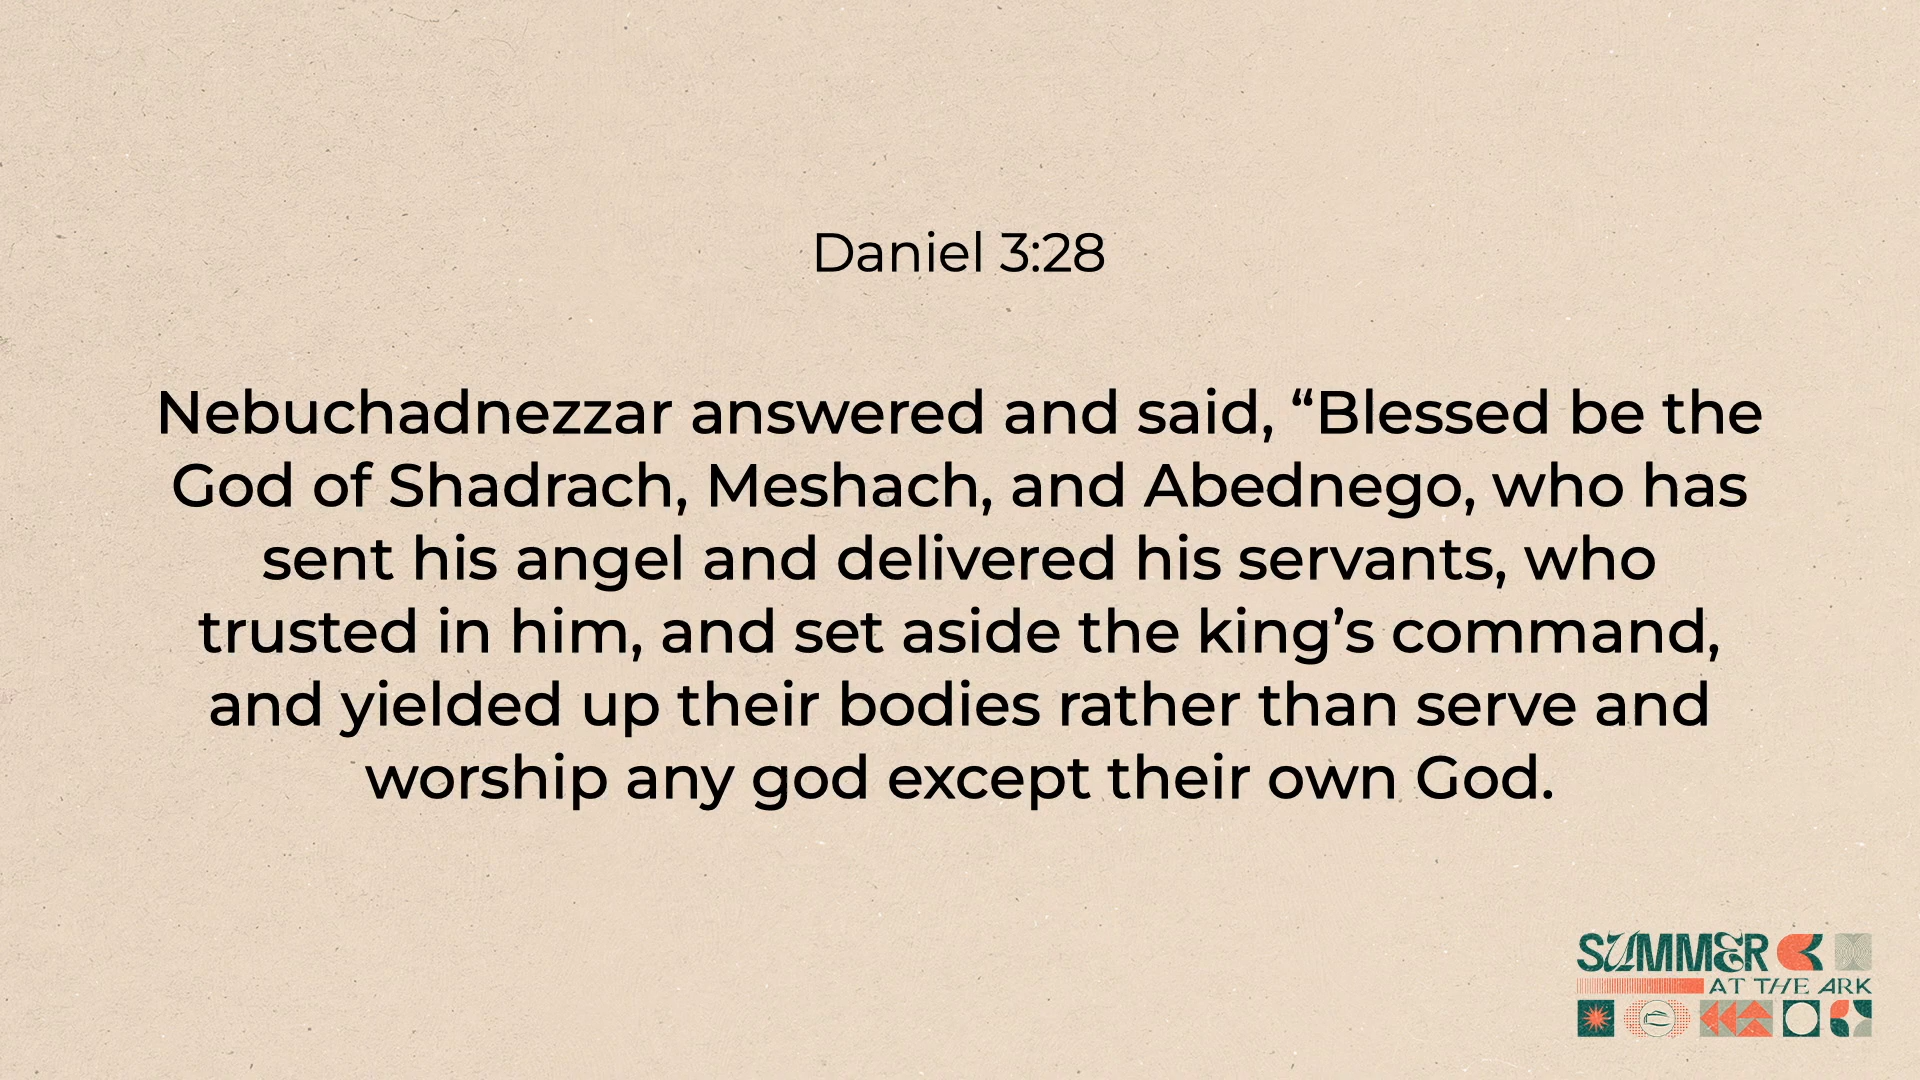 Daniel 3:28
Nebuchadnezzar answered and said, “Blessed be the
God of Shadrach, Meshach, and Abednego, who has
sent his angel and delivered his servants, who
trusted in him, and set aside the king’s command,
and yielded up their bodies rather than serve and
worship any god except their own God.
SUMMER
AT THE ARK